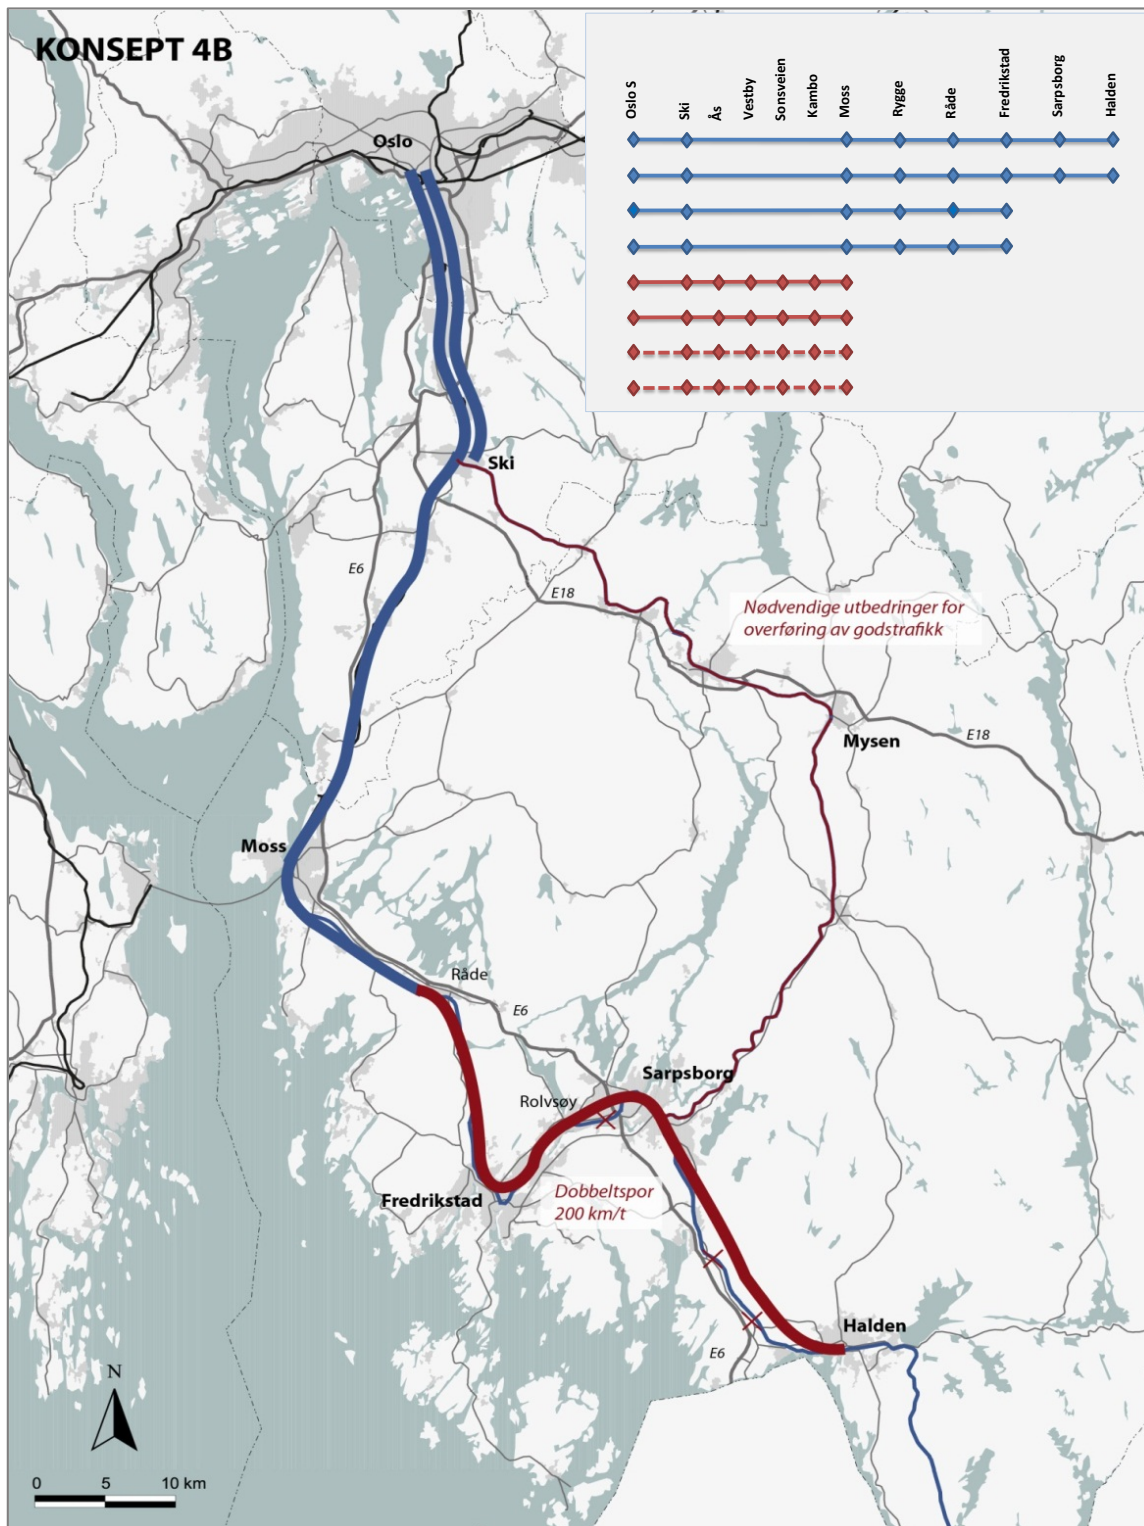 KONSEPT 4B
Oslo S
Ski
Ås
Vestby
Sonsveien
Kambo
Moss
Rygge
Råde
Fredrikstad
Sarpsborg
Halden
Oslo
Ski
E6
E18
Nødvendige utbedringer for
overføring av godstrafikk
Mysen
E18
Moss
Råde
E6
Sarpsborg
Rolvsøy
Fredrikstad
Dobbeltspor
200 km/t
Halden
E6
N
0 5 10 km